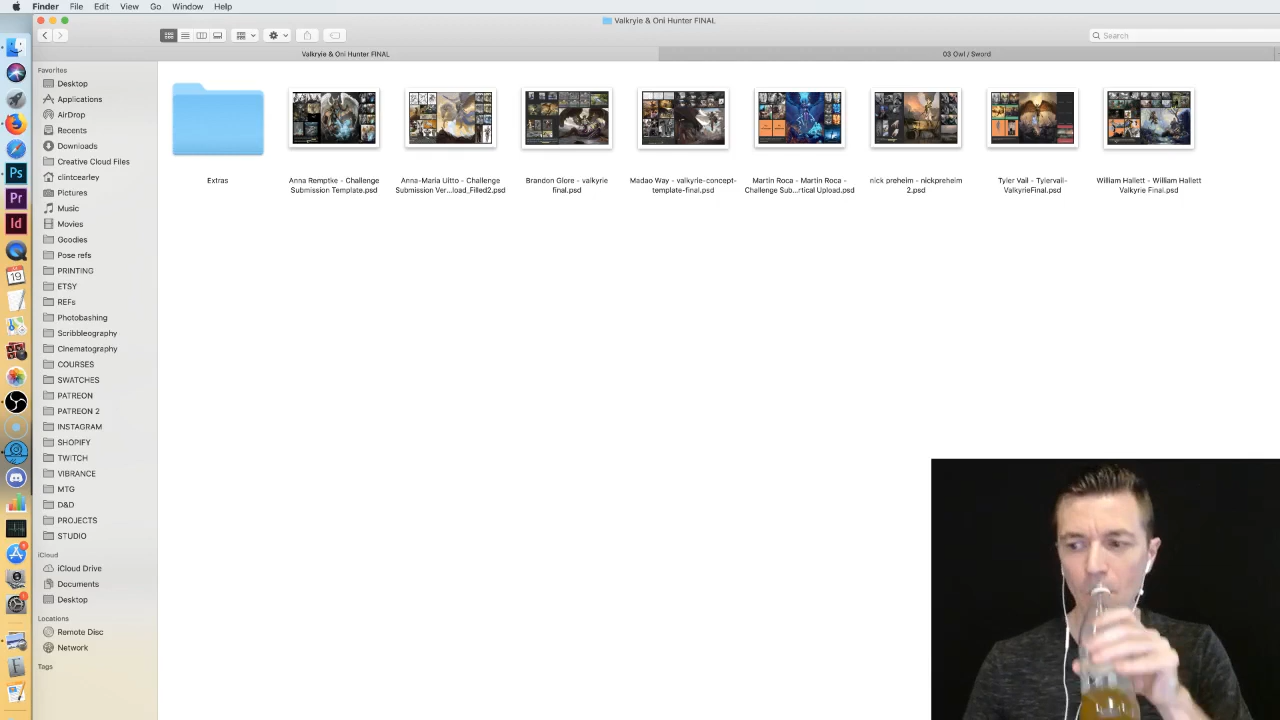 Finder File Edit View Go Window Help
Valkryie & Oni Hunter FINAL
Search
Valkryie & Oni Hunter FINAL
03 Owl / Sword
Favorites
Desktop
Applications
AirDrop
Recents
Downloads
Creative Cloud Files
clintcearley
Pictures
Music
Movies
Goodies
Pose refs
PRINTING
ETSY
REFs
Photobashing
Scribbleography
Cinematography
COURSES
SWATCHES
PATREON
PATREON 2
INSTAGRAM
SHOPIFY
TWITCH
VIBRANCE
MTG
D&D
PROJECTS
STUDIO
iCloud
iCloud Drive
Documents
Desktop
Locations
Remote Disc
Network
Tags
Extras
Anna Remptke - Challenge
Submission Template.psd
Anna-Maria Uitto - Challenge
Submission Ver...load_Filled2.psd
Brandon Glore - valkyrie
final.psd
Madao Way - valkyrie-concept-
template-final.psd
Martin Roca - Martin Roca -
Challenge Sub...rtical Upload.psd
nick preheim - nickpreheim
2.psd
Tyler Vail - Tylervail-
ValkyrieFinal.psd
William Hallett - William Hallett
Valkyrie Final.psd
Ps
Pr
Id
19